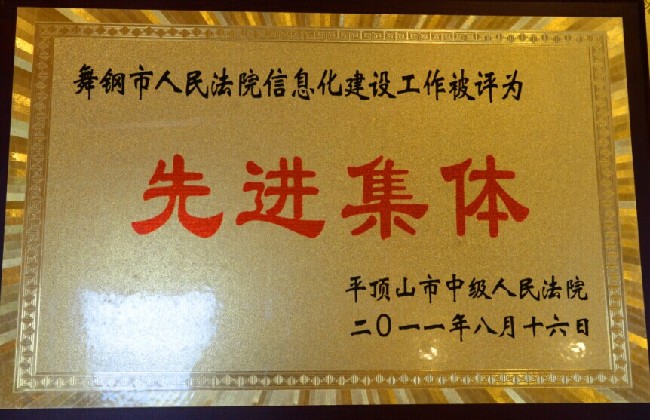 舞钢市人民法院信息化建设工作被评为
先进集体
平顶山市中级人民法院
二〇一一年八月十六日